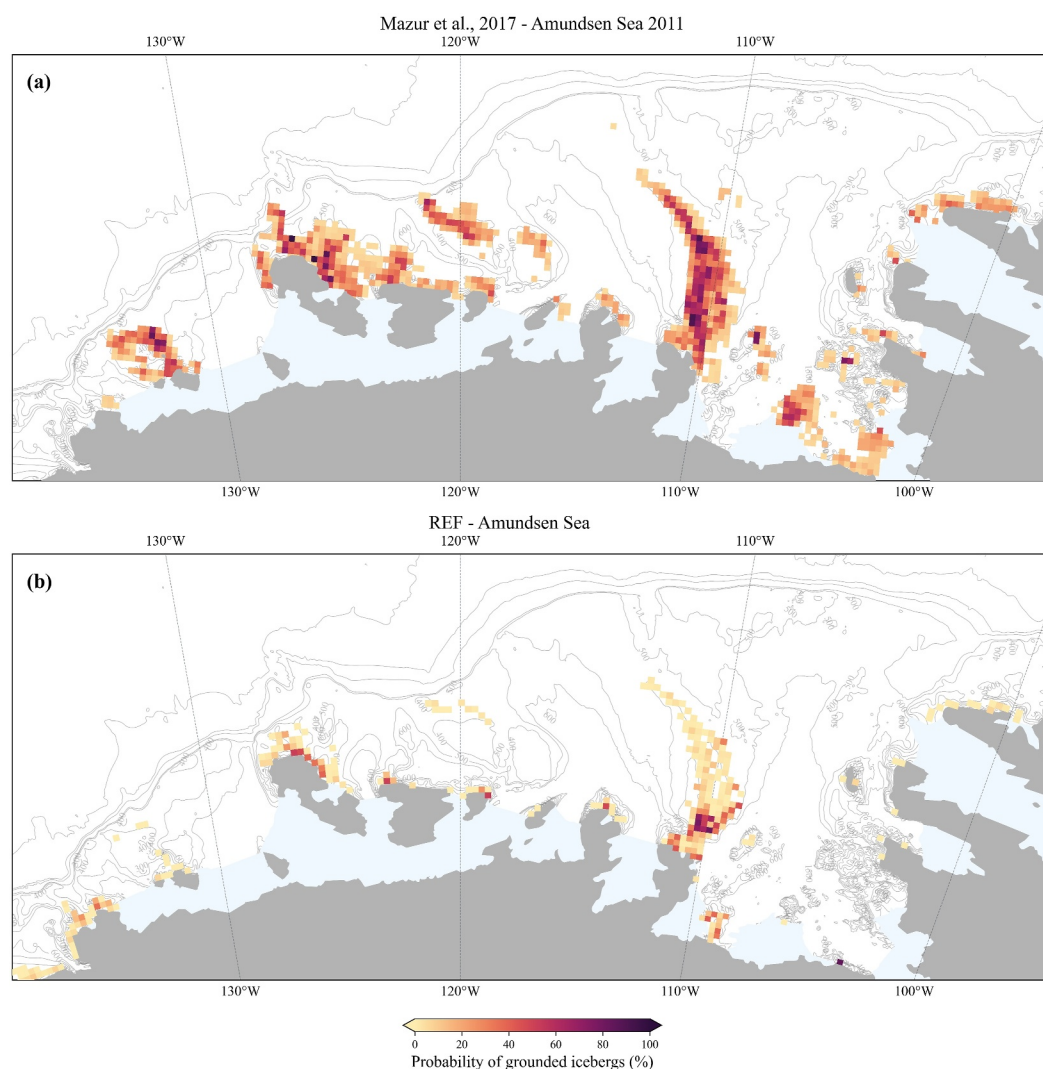 Mazur et al., 2017 - Amundsen Sea 2011
130°W 120°W 110°W
(a)
130°W 120°W 110°W 100°W
REF - Amundsen Sea
130°W 120°W 110°W
(b)
130°W 120°W 110°W 100°W
0 20 40 60 80 100
Probability of grounded icebergs (%)